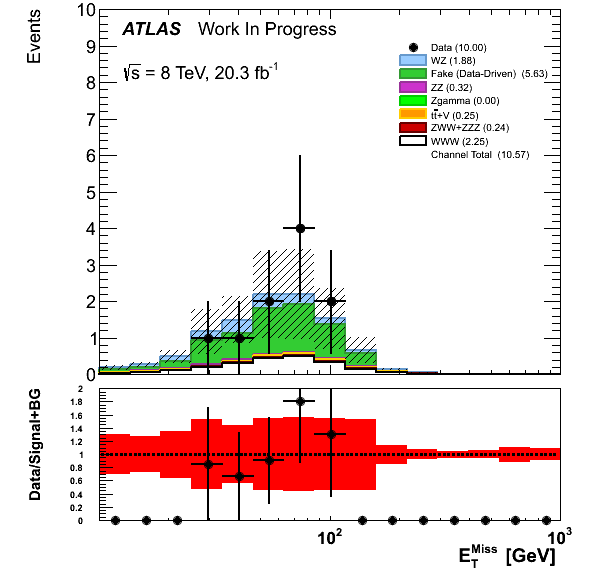 Events
10
9
8
7
6
5
4
3
2
1
0
ATLAS Work In Progress
√s = 8 TeV, 20.3 fb⁻¹
Data (10.00)
WZ (1.88)
Fake (Data-Driven) (5.63)
ZZ (0.32)
Zgamma (0.00)
tt̄+V (0.25)
ZWW+ZZZ (0.24)
WWW (2.25)
Channel Total (10.57)
Data/Signal+BG
2
1.8
1.6
1.4
1.2
1
0.8
0.6
0.4
0.2
0
10² 10³
E_T^Miss [GeV]